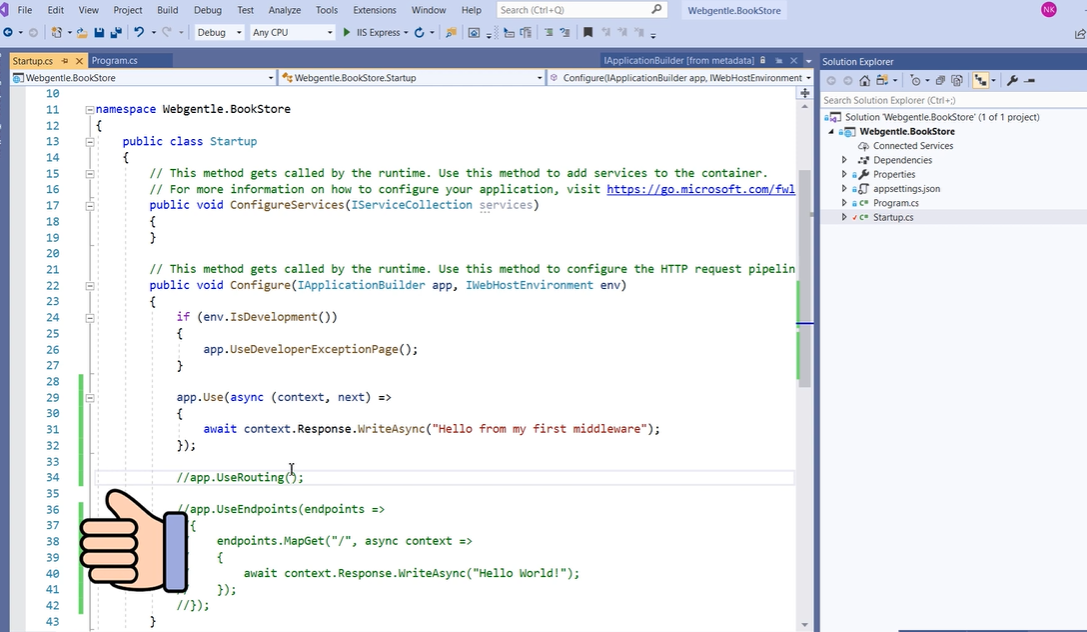 File Edit View Project Build Debug Test Analyze Tools Extensions Window Help Search (Ctrl+Q) Webgentle.BookStore NK
Debug Any CPU IIS Express
Startup.cs Program.cs IApplicationBuilder [from metadata]
Webgentle.BookStore Webgentle.BookStore.Startup Configure(IApplicationBuilder app, IWebHostEnvironment
10
11 namespace Webgentle.BookStore
12 {
13 public class Startup
14 {
15 // This method gets called by the runtime. Use this method to add services to the container.
16 // For more information on how to configure your application, visit https://go.microsoft.com/fwl
17 public void ConfigureServices(IServiceCollection services)
18 {
19 }
20
21 // This method gets called by the runtime. Use this method to configure the HTTP request pipelin
22 public void Configure(IApplicationBuilder app, IWebHostEnvironment env)
23 {
24 if (env.IsDevelopment())
25 {
26 app.UseDeveloperExceptionPage();
27 }
28
29 app.Use(async (context, next) =>
30 {
31 await context.Response.WriteAsync("Hello from my first middleware");
32 });
33
34 //app.UseRouting();
35
36 //app.UseEndpoints(endpoints =>
37 {
38 endpoints.MapGet("/", async context =>
39 {
40 await context.Response.WriteAsync("Hello World!");
41 });
42 //});
43 }
Solution Explorer
Search Solution Explorer (Ctrl+;)
Solution 'Webgentle.BookStore' (1 of 1 project)
Webgentle.BookStore
Connected Services
Dependencies
Properties
appsettings.json
C# Program.cs
C# Startup.cs